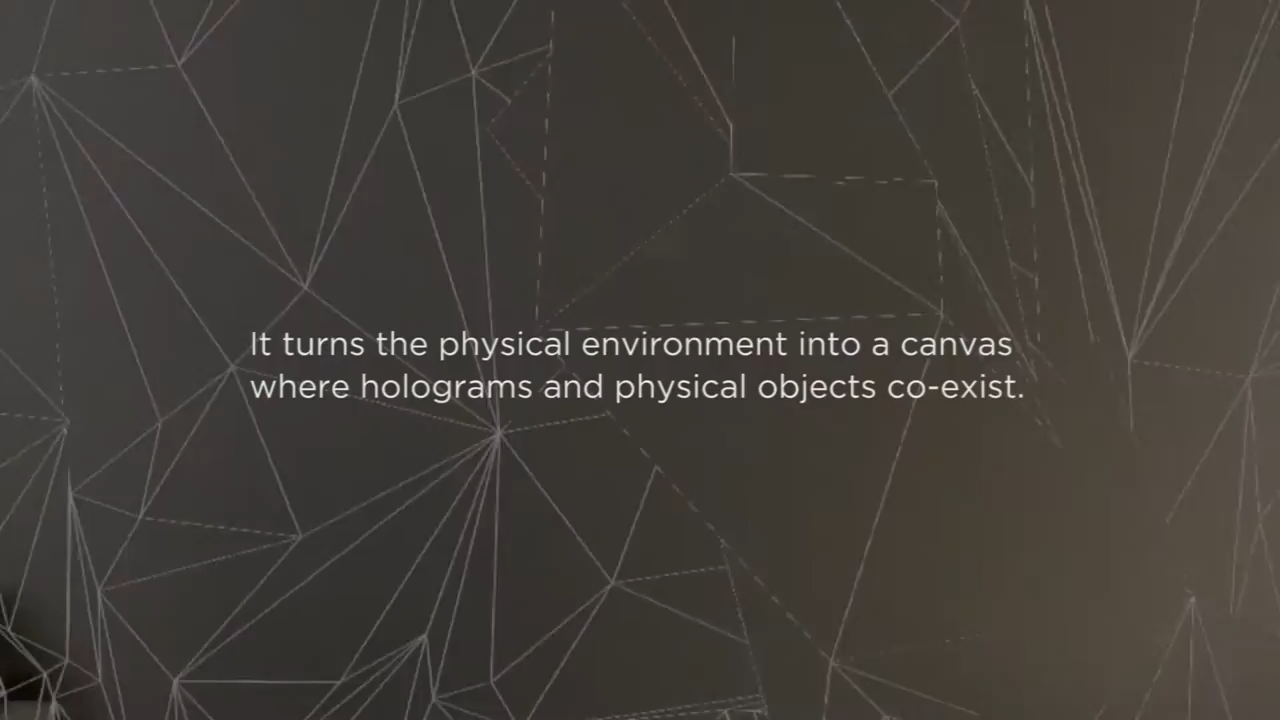 It turns the physical environment into a canvas
where holograms and physical objects co-exist.